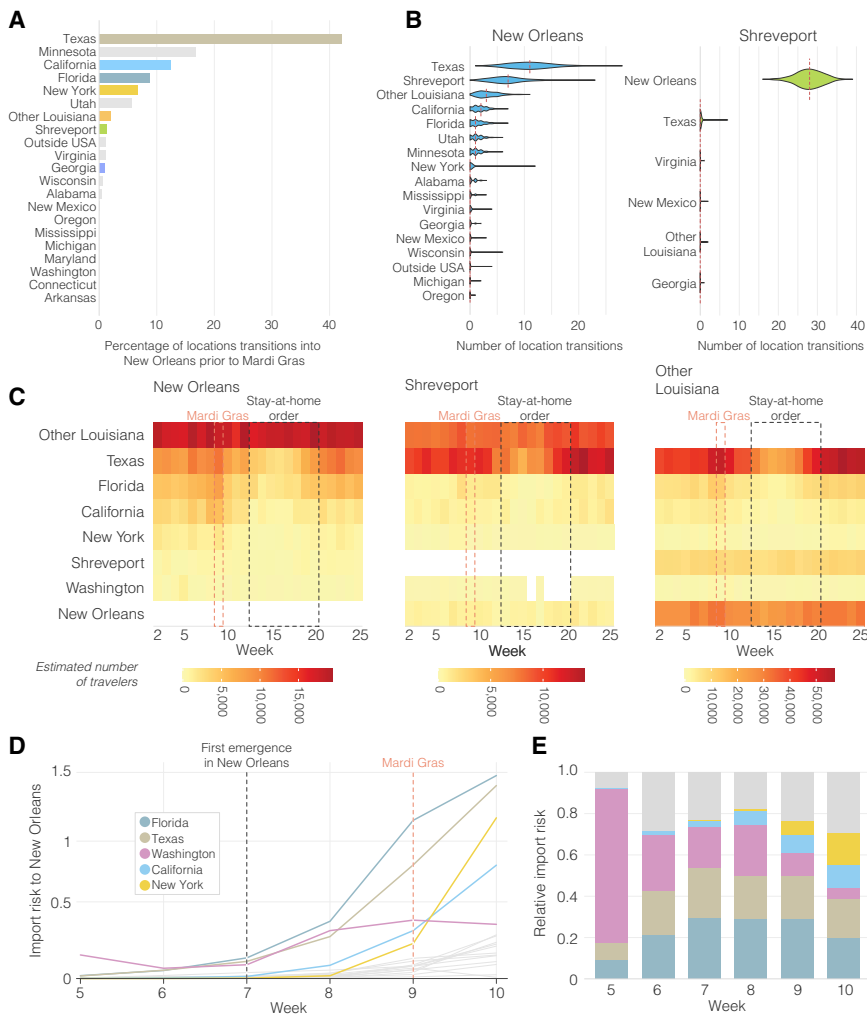 A
Texas
Minnesota
California
Florida
New York
Utah
Other Louisiana
Shreveport
Outside USA
Virginia
Georgia
Wisconsin
Alabama
New Mexico
Oregon
Mississippi
Michigan
Maryland
Washington
Connecticut
Arkansas
0 10 20 30 40
Percentage of locations transitions into
New Orleans prior to Mardi Gras
B
New Orleans
Texas
Shreveport
Other Louisiana
California
Florida
Utah
Minnesota
New York
Alabama
Mississippi
Virginia
Georgia
New Mexico
Wisconsin
Outside USA
Michigan
Oregon
0 10 20
Number of location transitions
Shreveport
New Orleans
Texas
Virginia
New Mexico
Other
Louisiana
Georgia
0 10 20 30 40
Number of location transitions
C
New Orleans
Stay-at-home
order
Mardi Gras
Other Louisiana
Texas
Florida
California
New York
Shreveport
Washington
New Orleans
2 5 10 15 20 25
Week
Estimated number
of travelers
0 5,000 10,000 15,000
Shreveport
Stay-at-home
order
Mardi Gras
2 5 10 15 20 25
Week
0 5,000 10,000
Other
Louisiana
Stay-at-home
order
Mardi Gras
2 5 10 15 20 25
Week
0 10,000 20,000 30,000 40,000 50,000
D
First emergence
in New Orleans
Mardi Gras
Import risk to New Orleans
1.5
1
0.5
0
Florida
Texas
Washington
California
New York
5 6 7 8 9 10
Week
E
Relative import risk
1.0
0.8
0.6
0.4
0.2
0
5 6 7 8 9 10
Week